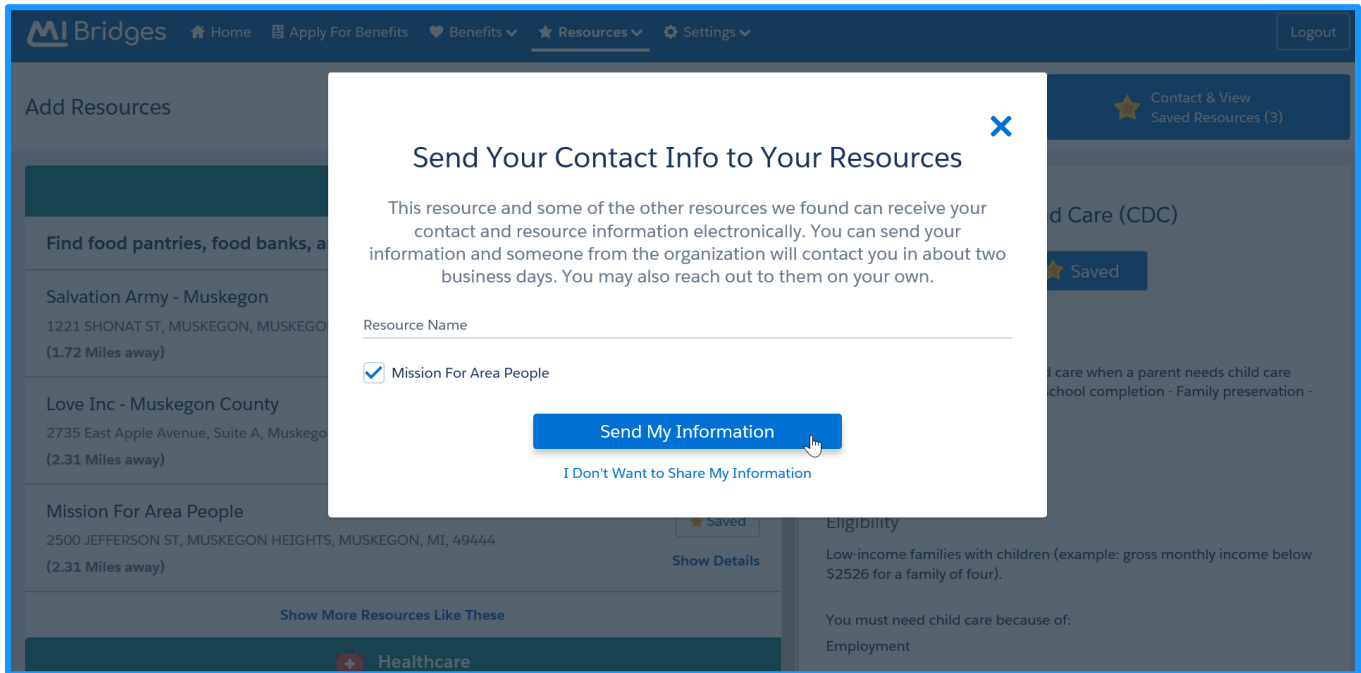 MI Bridges
Home Apply For Benefits Benefits Resources Settings Logout
Add Resources
Contact & View
Saved Resources (3)
Send Your Contact Info to Your Resources
This resource and some of the other resources we found can receive your
contact and resource information electronically. You can send your
information and someone from the organization will contact you in about two
business days. You may also reach out to them on your own.
Resource Name
Mission For Area People
Send My Information
I Don't Want to Share My Information
Find food pantries, food banks,
Salvation Army - Muskegon
1221 SHONAT ST, MUSKEGON,
(1.72 Miles away)
Love Inc - Muskegon County
2735 East Apple Avenue, Suite A,
(2.31 Miles away)
Mission For Area People
2500 JEFFERSON ST, MUSKEGON HEIGHTS, MUSKEGON, MI, 49444
(2.31 Miles away)
Saved
Show Details
Show More Resources Like These
Healthcare
Care (CDC)
Saved
care when a parent needs child care
school completion - Family preservation -
Eligibility
Low-income families with children (example: gross monthly income below
$2526 for a family of four).
You must need child care because of:
Employment